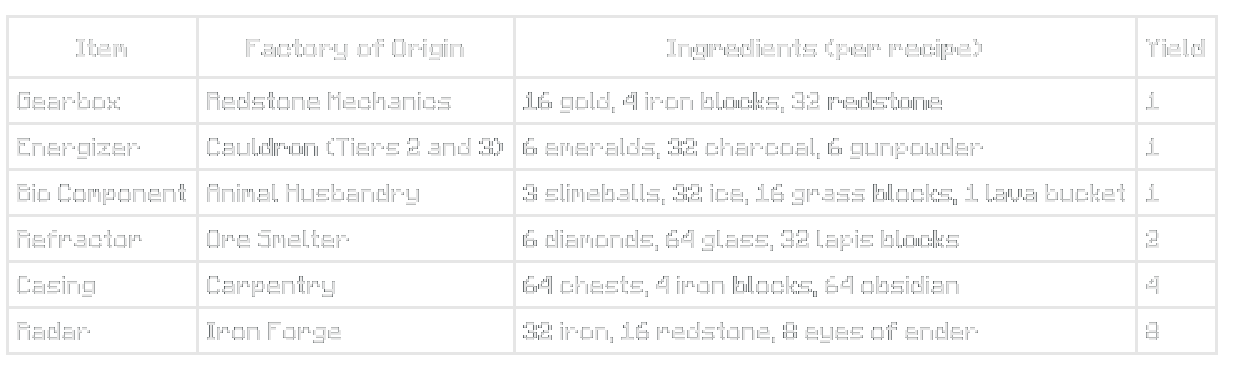 Item Factory of Origin Ingredients (per recipe) Yield
Gearbox Redstone Mechanics 16 gold, 4 iron blocks, 32 redstone 1
Energizer Cauldron (Tiers 2 and 3) 6 emeralds, 32 charcoal, 6 gunpowder 1
Bio Component Animal Husbandry 3 slimeballs, 32 ice, 16 grass blocks, 1 lava bucket 1
Refractor Ore Smelter 6 diamonds, 64 glass, 32 lapis blocks 2
Casing Carpentry 64 chests, 4 iron blocks, 64 obsidian 4
Radar Iron Forge 32 iron, 16 redstone, 8 eyes of ender 8